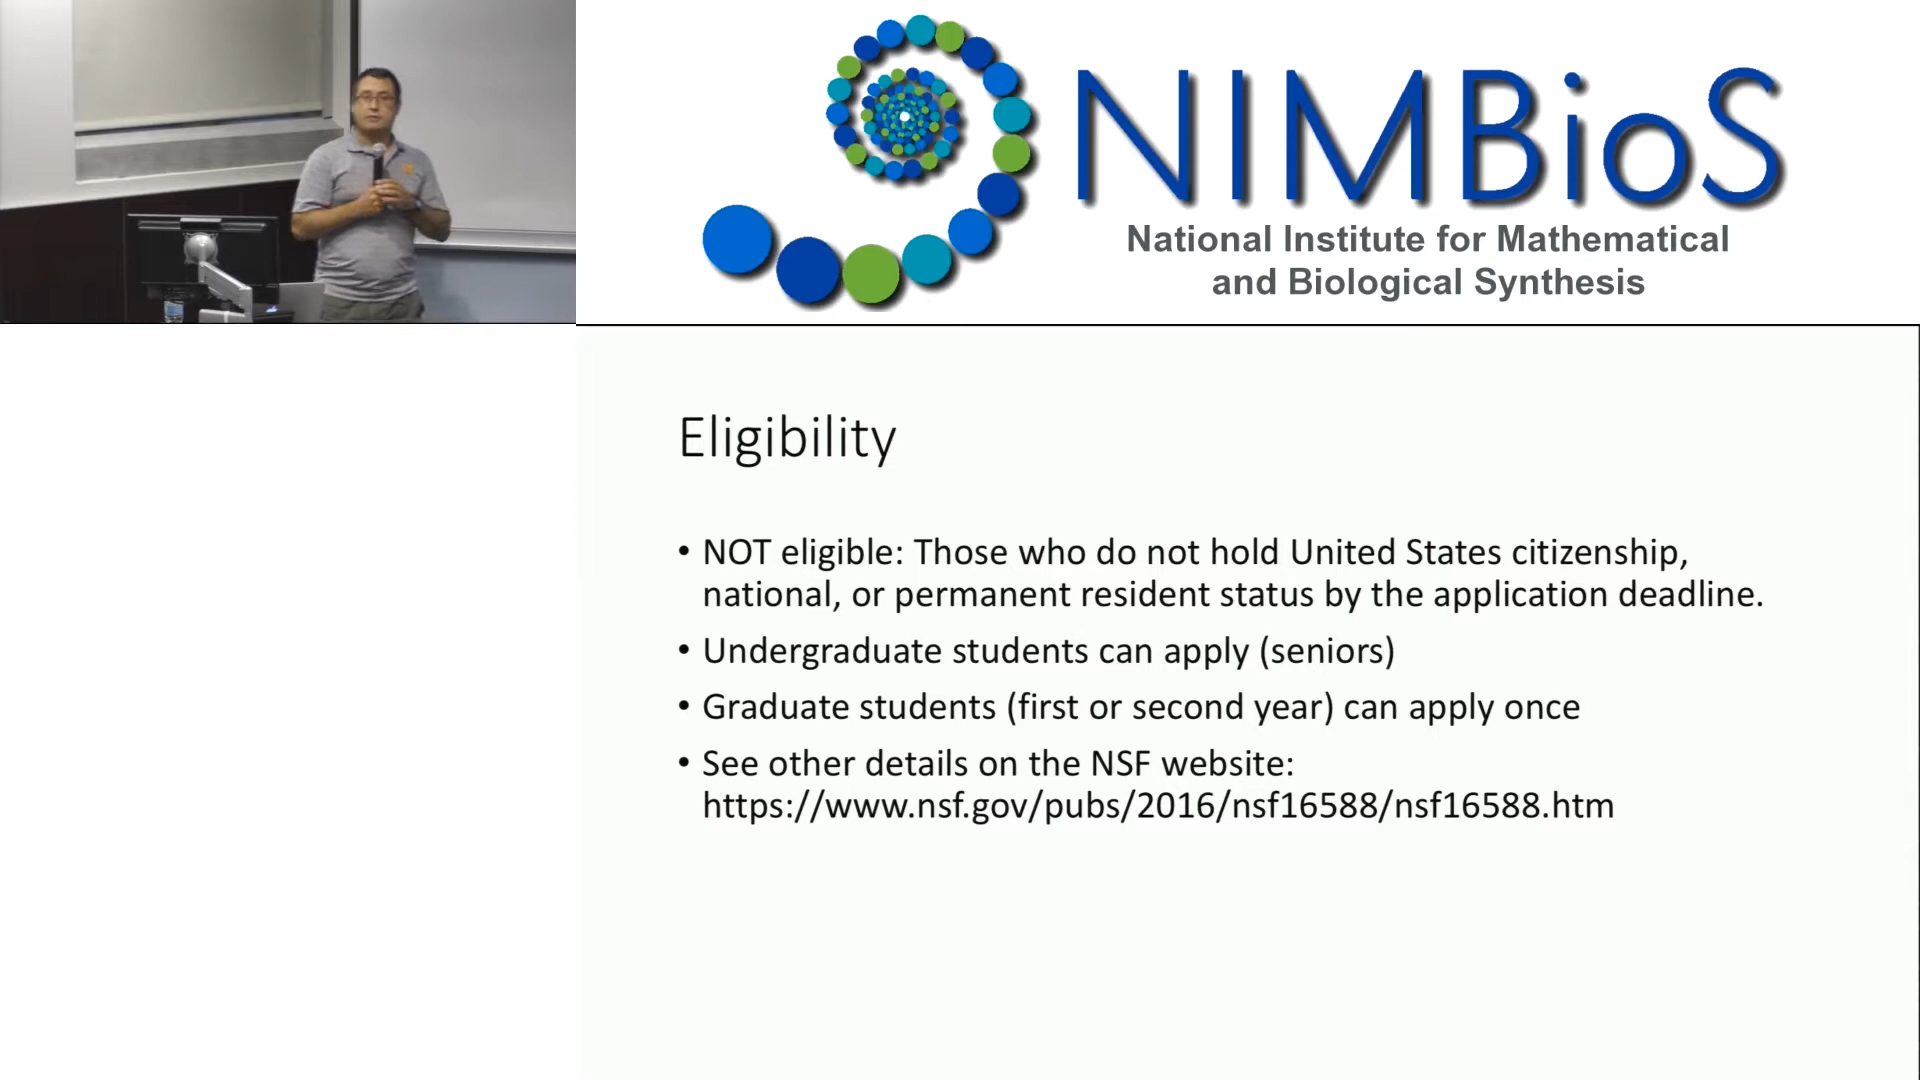 NIMBioS
National Institute for Mathematical
and Biological Synthesis
Eligibility
• NOT eligible: Those who do not hold United States citizenship,
national, or permanent resident status by the application deadline.
• Undergraduate students can apply (seniors)
• Graduate students (first or second year) can apply once
• See other details on the NSF website:
https://www.nsf.gov/pubs/2016/nsf16588/nsf16588.htm